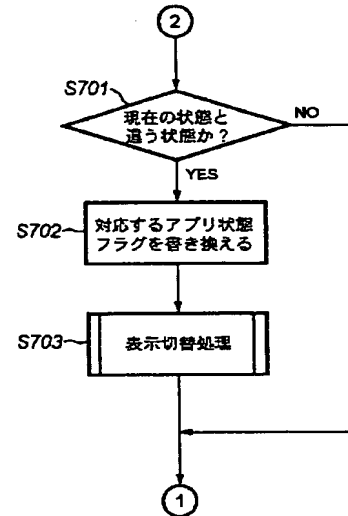 2
S701
現在の状態と
違う状態か？
NO
YES
S702
対応するアプリ状態
フラグを書き換える
S703
表示切替処理
1